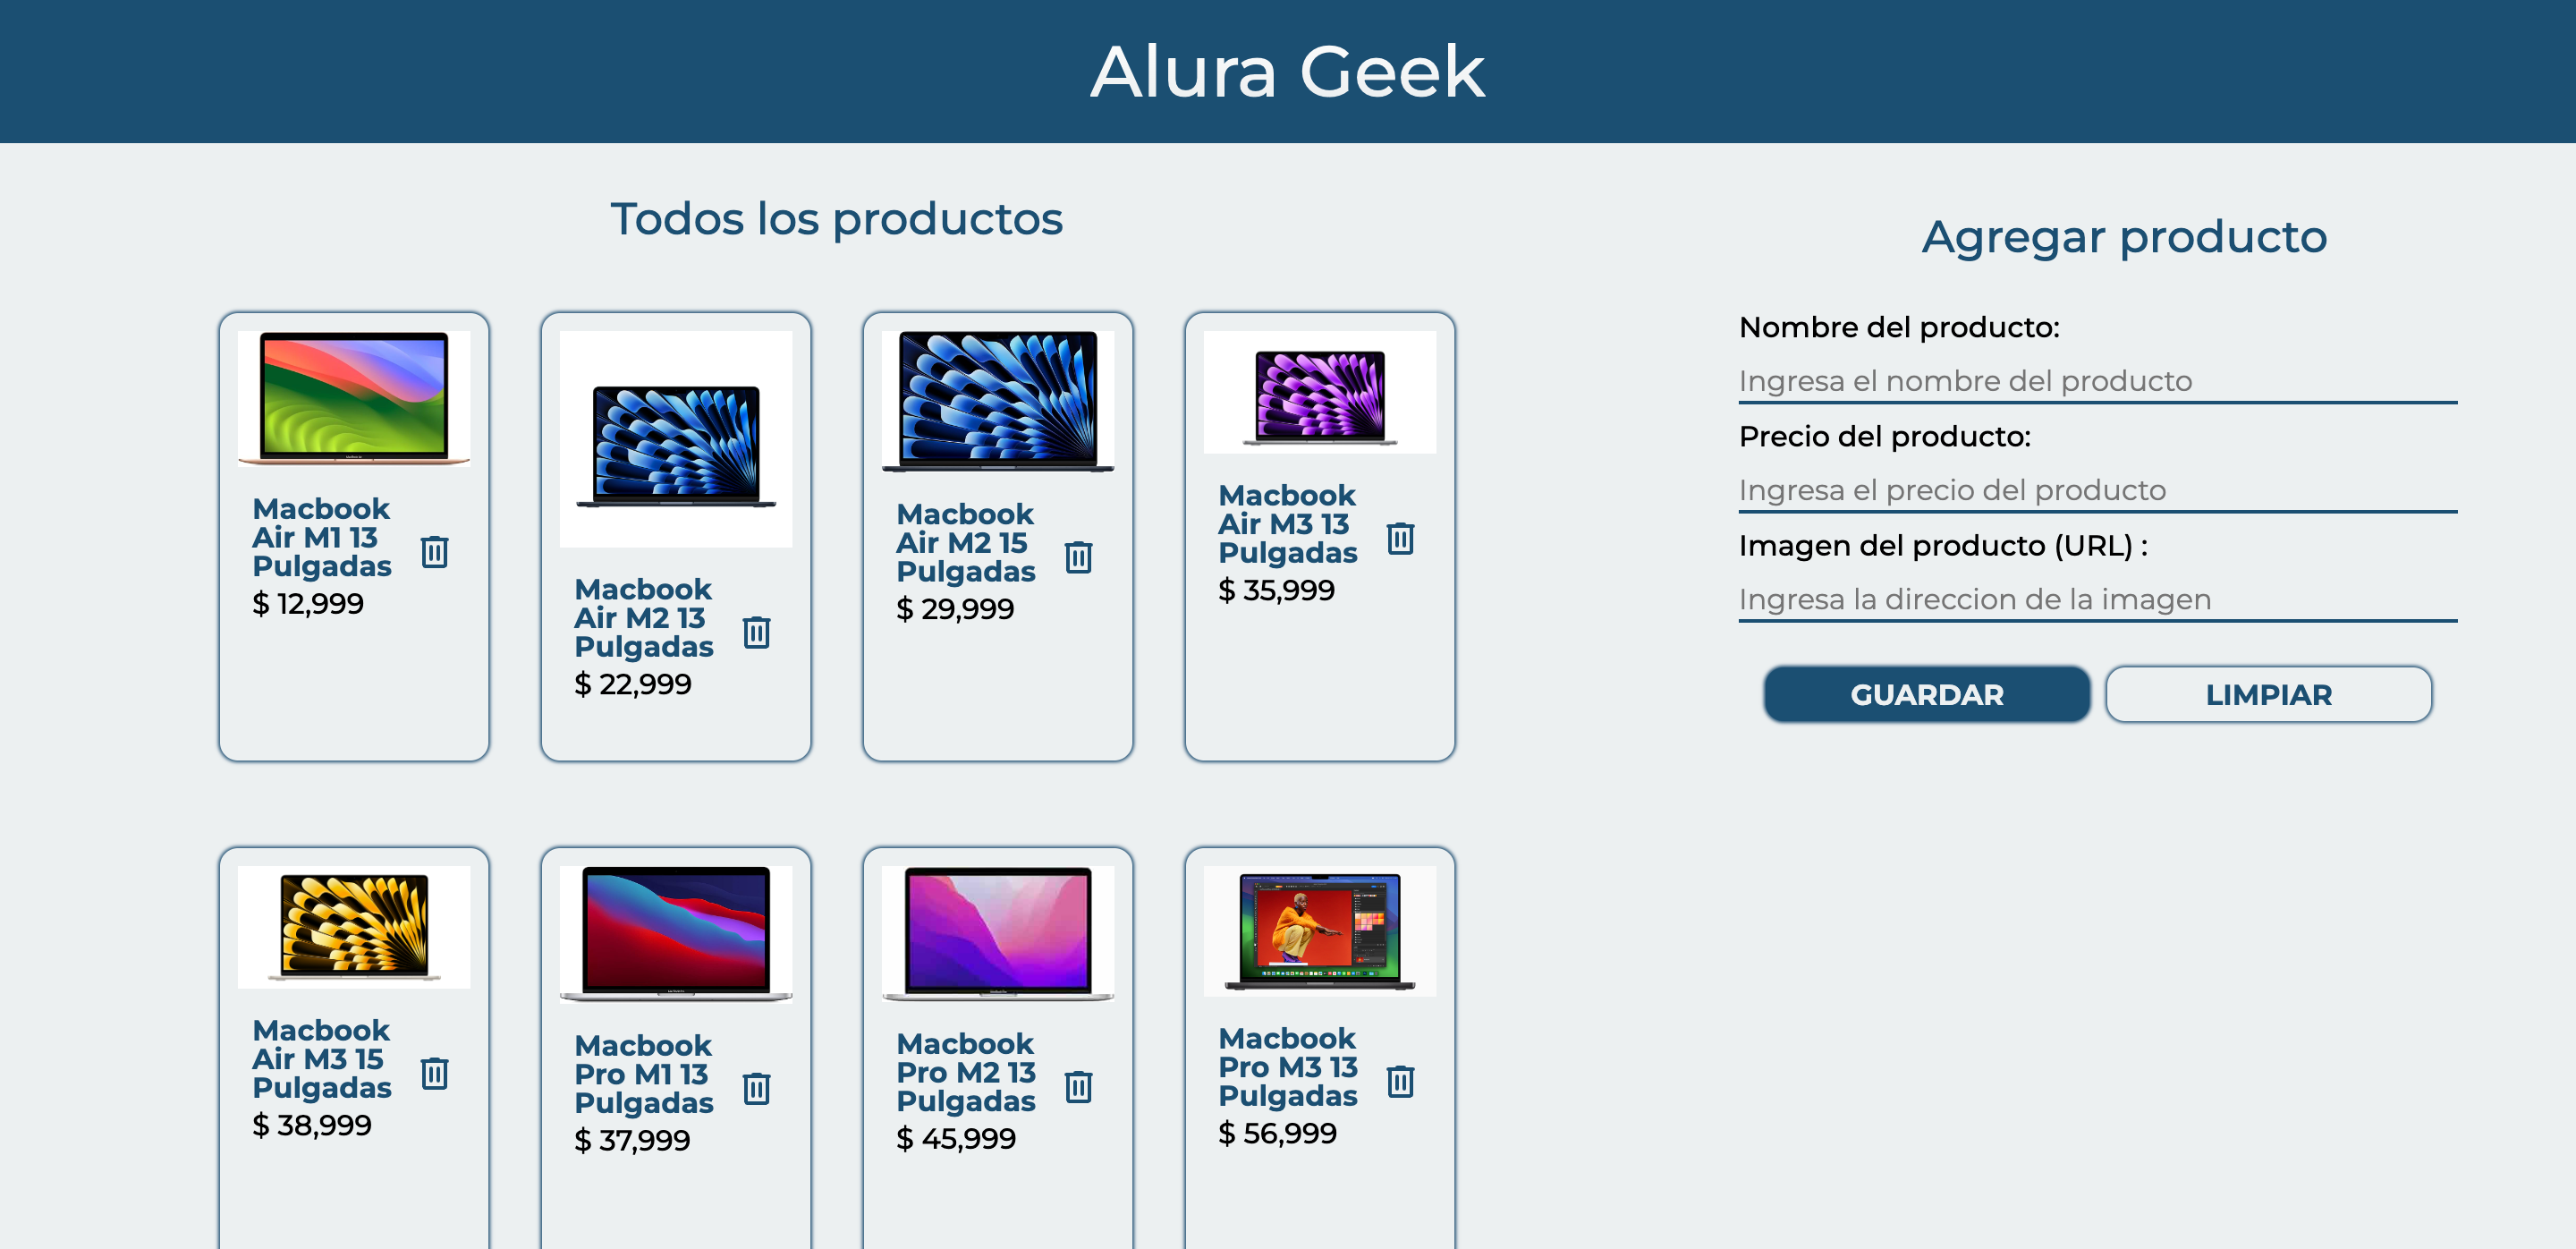 Alura Geek
Todos los productos
Macbook
Air M1 13
Pulgadas
$ 12,999
Macbook
Air M2 13
Pulgadas
$ 22,999
Macbook
Air M2 15
Pulgadas
$ 29,999
Macbook
Air M3 13
Pulgadas
$ 35,999
Macbook
Air M3 15
Pulgadas
$ 38,999
Macbook
Pro M1 13
Pulgadas
$ 37,999
Macbook
Pro M2 13
Pulgadas
$ 45,999
Macbook
Pro M3 13
Pulgadas
$ 56,999
Agregar producto
Nombre del producto:
Ingresa el nombre del producto
Precio del producto:
Ingresa el precio del producto
Imagen del producto (URL) :
Ingresa la direccion de la imagen
GUARDAR
LIMPIAR